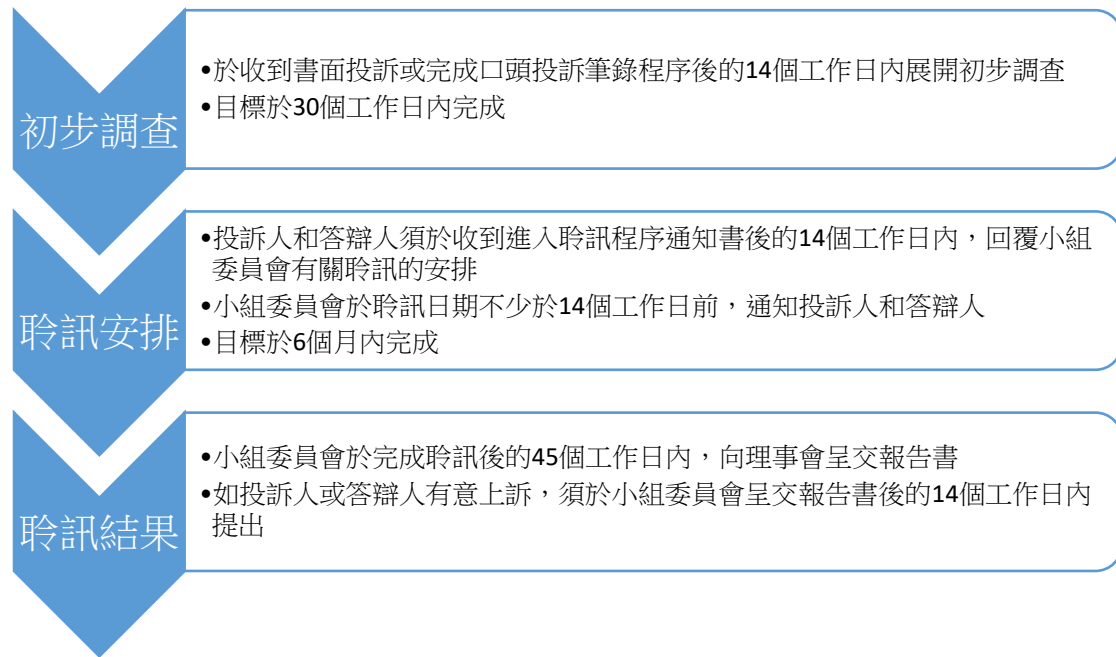 初步調查
•於收到書面投訴或完成口頭投訴筆錄程序後的14個工作日內展開初步調查
•目標於30個工作日內完成
聆訊安排
•投訴人和答辯人須於收到進入聆訊程序通知書後的14個工作日內，回覆小組
委員會有關聆訊的安排
•小組委員會於聆訊日期不少於14個工作日前，通知投訴人和答辯人
•目標於6個月內完成
聆訊結果
•小組委員會於完成聆訊後的45個工作日內，向理事會呈交報告書
•如投訴人或答辯人有意上訴，須於小組委員會呈交報告書後的14個工作日內
提出